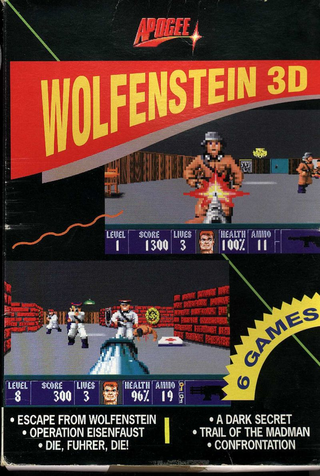 APOGEE
WOLFENSTEIN 3D
LEVEL SCORE LIVES HEALTH AMMO
1 1300 3 100% 11
LEVEL SCORE LIVES HEALTH AMMO
8 300 3 96% 19
6 GAMES
• ESCAPE FROM WOLFENSTEIN
• OPERATION EISENFAUST
• DIE, FUHRER, DIE!
• A DARK SECRET
• TRAIL OF THE MADMAN
• CONFRONTATION